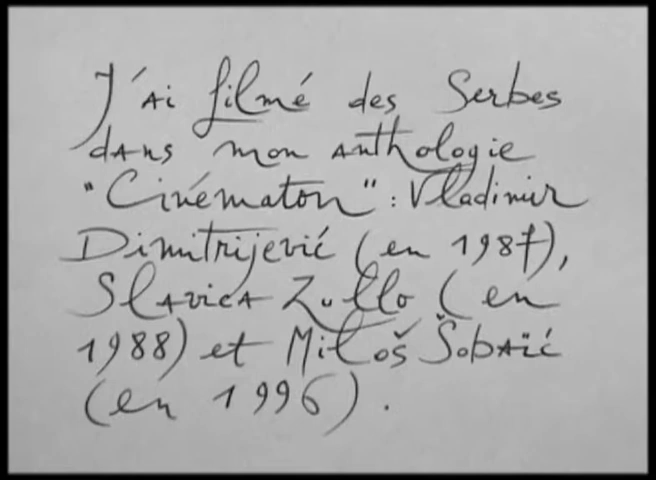 J'ai filmé des Serbes
dans mon anthologie
"Cinématon" : Vladimir
Dimitrijević (en 1987),
Slavica Zullo (en
1988) et Miloš Šobaïć
(en 1996).